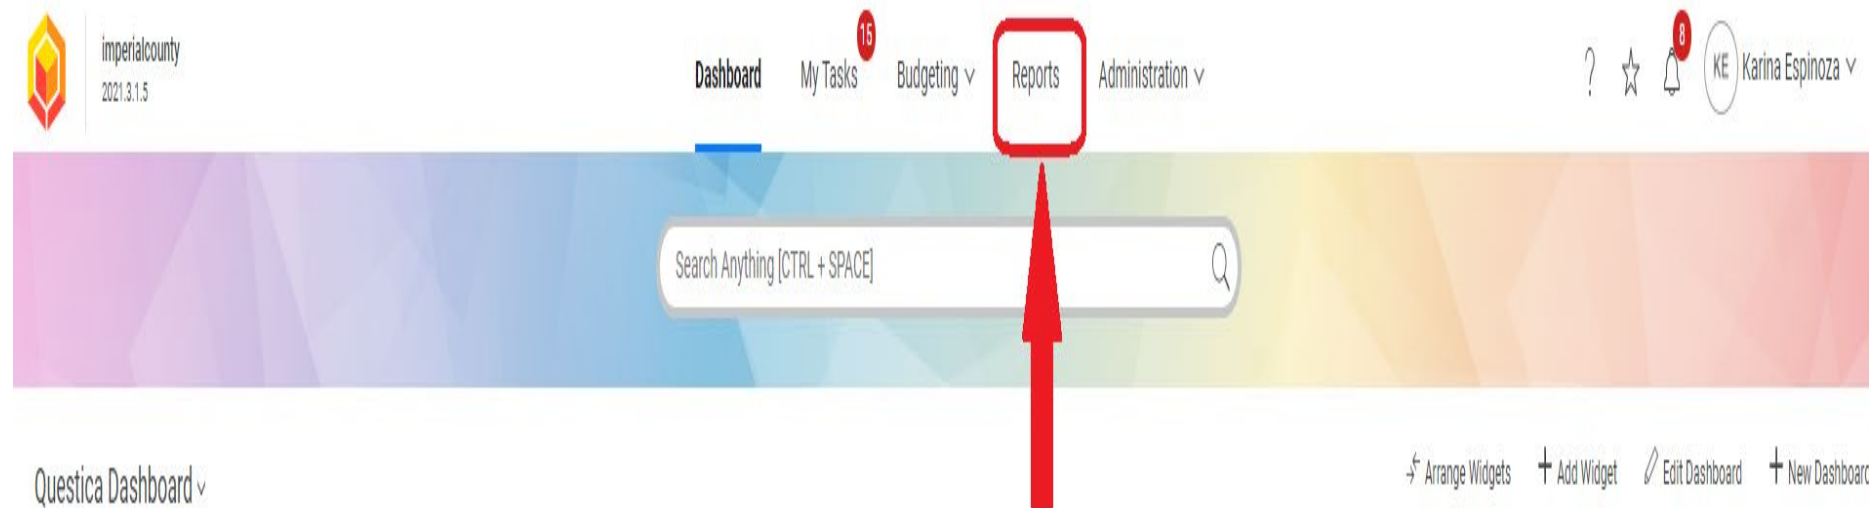 imperialcounty
2021.3.1.5
Dashboard My Tasks 15 Budgeting Reports Administration ? 8 KE Karina Espinoza
Search Anything [CTRL + SPACE]
Questica Dashboard Arrange Widgets + Add Widget Edit Dashboard + New Dashboard